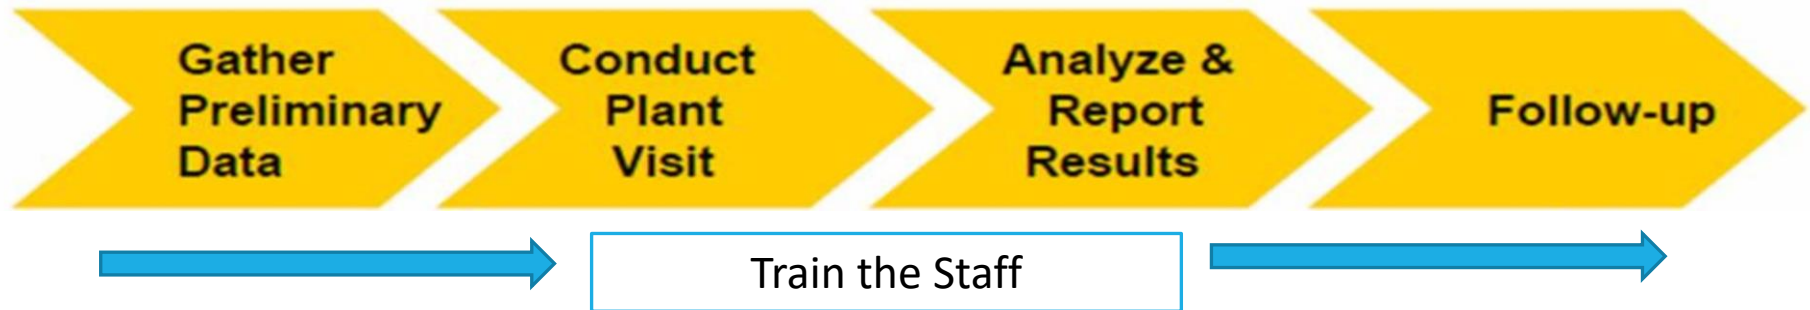 Gather
Preliminary
Data
Conduct
Plant
Visit
Analyze &
Report
Results
Follow-up
Train the Staff